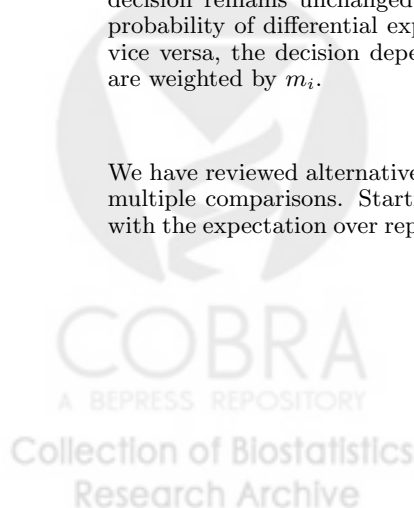 decision remains unchanged
probability of differential exp
vice versa, the decision depe
are weighted by m_i.
We have reviewed alternative
multiple comparisons. Start
with the expectation over rep
COBRA
A BEPRESS REPOSITORY
Collection of Biostatistics
Research Archive